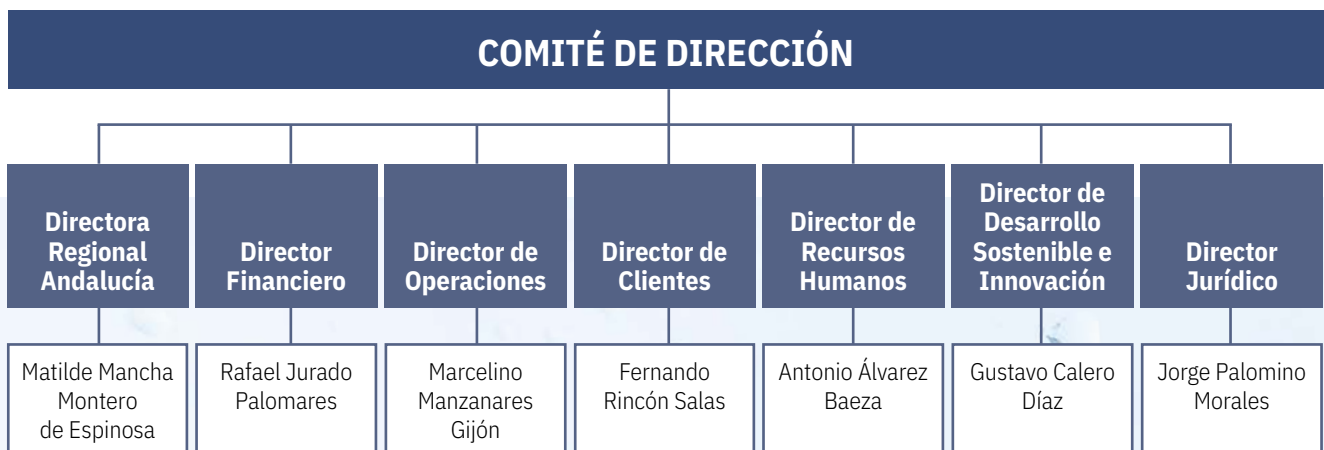 COMITÉ DE DIRECCIÓN
Directora
Regional
Andalucía
Director
Financiero
Director de
Operaciones
Director de
Clientes
Director de
Recursos
Humanos
Director de
Desarrollo
Sostenible e
Innovación
Director
Jurídico
Matilde Mancha
Montero
de Espinosa
Rafael Jurado
Palomares
Marcelino
Manzanares
Gijón
Fernando
Rincón Salas
Antonio Álvarez
Baeza
Gustavo Calero
Díaz
Jorge Palomino
Morales